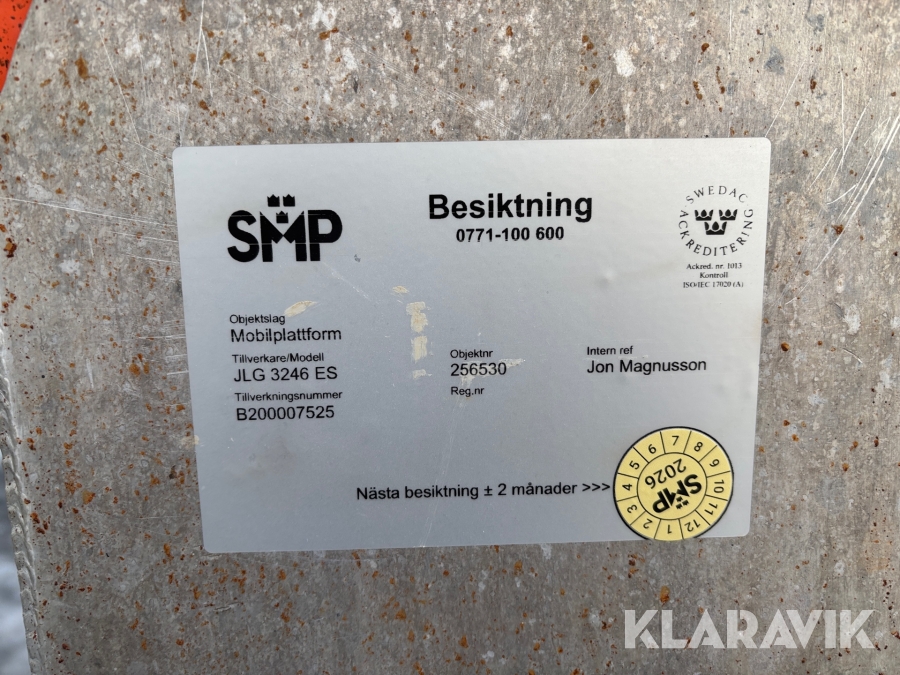 SMP
Besiktning
0771-100 600
SWEDAC
ACKREDITERING
Ackred. nr. 1013
Kontroll
ISO/IEC 17020 (A)
Objektslag
Mobilplattform
Tillverkare/Modell
JLG 3246 ES
Tillverkningsnummer
B200007525
Objektnr
256530
Reg.nr
Intern ref
Jon Magnusson
Nästa besiktning ± 2 månader >>>
1 2 3 4 5 6 7 8 9 10 11 12
2026
SMP
KLARAVIK